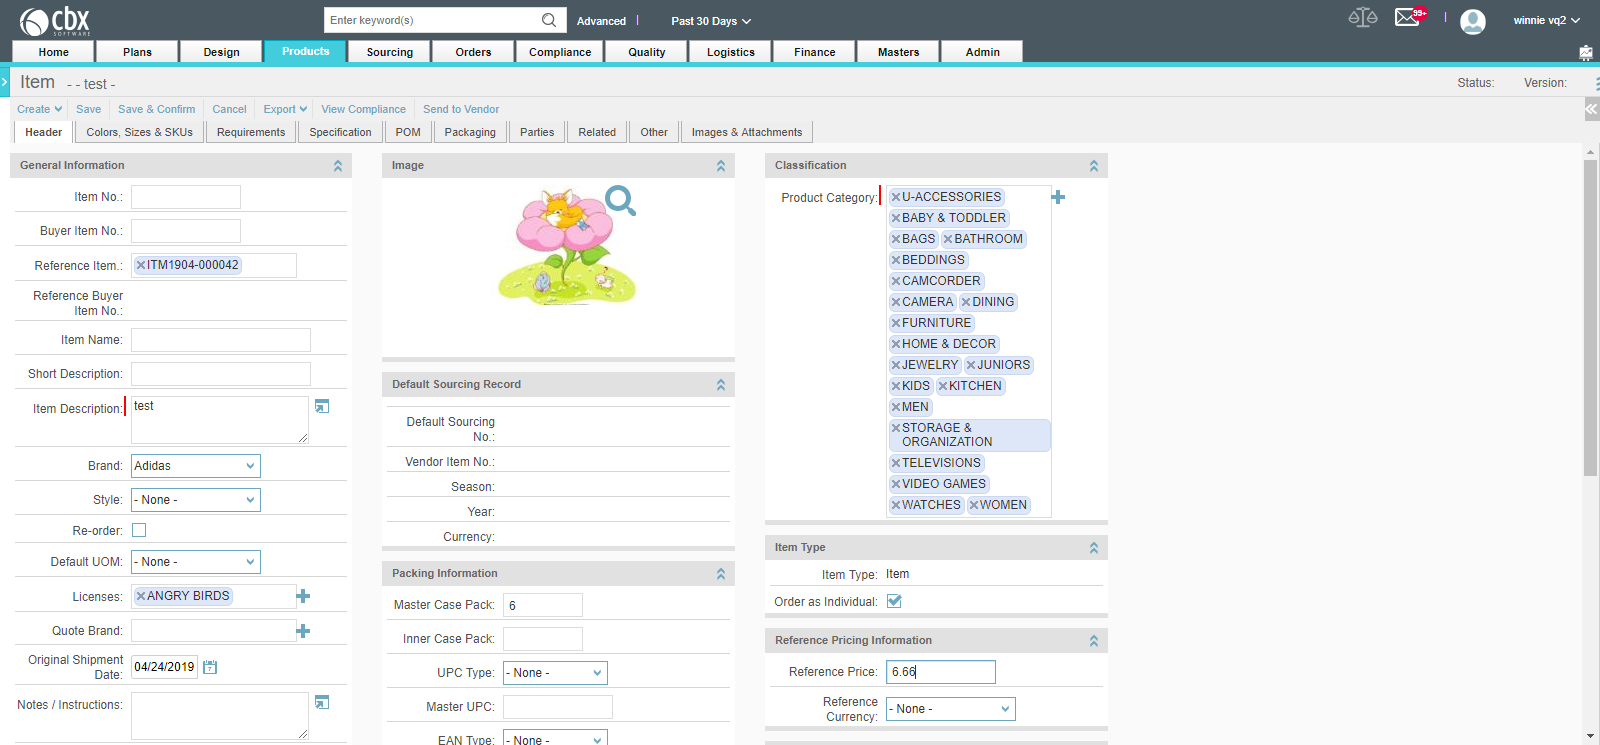 cbx
SOFTWARE
Enter keyword(s)
Advanced
Past 30 Days
99+
winnie vq2
Home
Plans
Design
Products
Sourcing
Orders
Compliance
Quality
Logistics
Finance
Masters
Admin
Item - - test -
Status:
Version:
Create
Save
Save & Confirm
Cancel
Export
View Compliance
Send to Vendor
Header
Colors, Sizes & SKUs
Requirements
Specification
POM
Packaging
Parties
Related
Other
Images & Attachments
General Information
Item No.:
Buyer Item No.:
Reference Item.: ITM1904-000042
Reference Buyer
Item No.:
Item Name:
Short Description:
Item Description: test
Brand: Adidas
Style: - None -
Re-order:
Default UOM: - None -
Licenses: ANGRY BIRDS
Quote Brand:
Original Shipment
Date: 04/24/2019
Notes / Instructions:
Image
Default Sourcing Record
Default Sourcing
No.:
Vendor Item No.:
Season:
Year:
Currency:
Packing Information
Master Case Pack: 6
Inner Case Pack:
UPC Type: - None -
Master UPC:
EAN Type: - None -
Classification
Product Category: U-ACCESSORIES
BABY & TODDLER
BAGS BATHROOM
BEDDINGS
CAMCORDER
CAMERA DINING
FURNITURE
HOME & DECOR
JEWELRY JUNIORS
KIDS KITCHEN
MEN
STORAGE &
ORGANIZATION
TELEVISIONS
VIDEO GAMES
WATCHES WOMEN
Item Type
Item Type: Item
Order as Individual:
Reference Pricing Information
Reference Price: 6.66
Reference
Currency: - None -